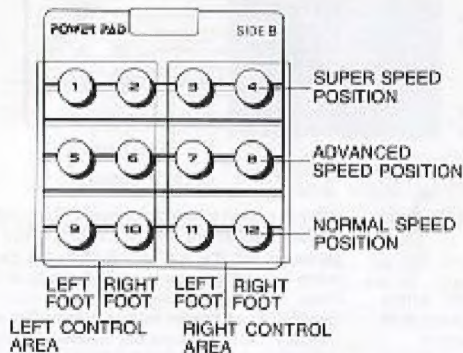 POWER PAD SIDE B
1 2 3 4
SUPER SPEED
POSITION
5 6 7 8
ADVANCED
SPEED POSITION
9 10 11 12
NORMAL SPEED
POSITION
LEFT FOOT RIGHT FOOT LEFT FOOT RIGHT FOOT
LEFT CONTROL AREA
RIGHT CONTROL AREA